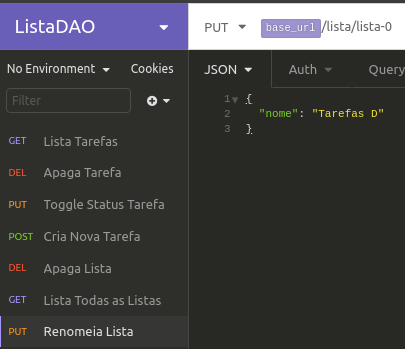 ListaDAO
PUT base_url/lista/lista-0
No Environment Cookies
JSON Auth Query
Filter
1 {
2 "nome": "Tarefas D"
3 }
GET Lista Tarefas
DEL Apaga Tarefa
PUT Toggle Status Tarefa
POST Cria Nova Tarefa
DEL Apaga Lista
GET Lista Todas as Listas
PUT Renomeia Lista